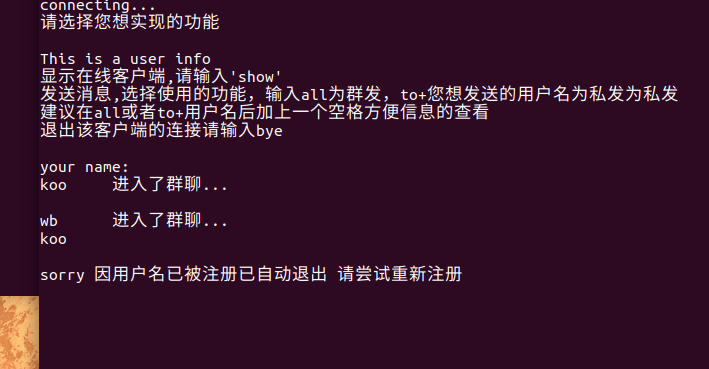 connecting...
请选择您想实现的功能
This is a user info
显示在线客户端,请输入'show'
发送消息,选择使用的功能，输入all为群发，to+您想发送的用户名为私发为私发
建议在all或者to+用户名后加上一个空格方便信息的查看
退出该客户端的连接请输入bye
your name:
koo 进入了群聊...
wb 进入了群聊...
koo
sorry 因用户名已被注册已自动退出 请尝试重新注册